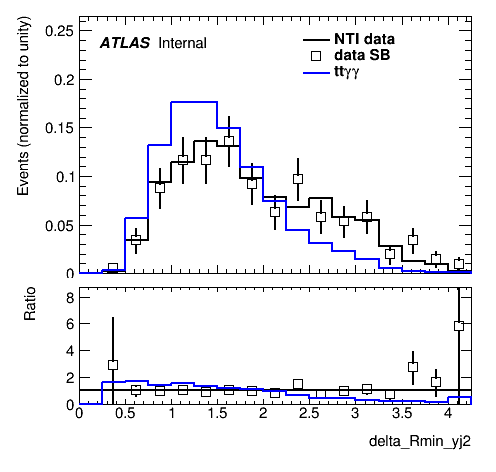 Events (normalized to unity)
0.25
0.2
0.15
0.1
0.05
0
ATLAS Internal
NTI data
data SB
ttγγ
Ratio
8
6
4
2
0
0 0.5 1 1.5 2 2.5 3 3.5 4
delta_Rmin_yj2